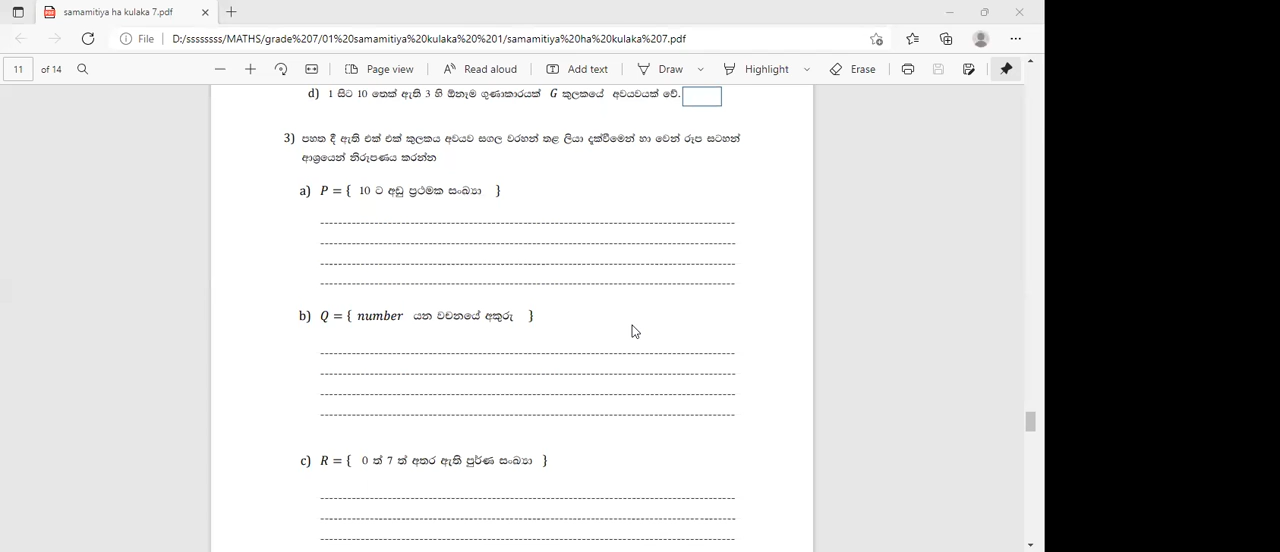 samamitiya ha kulaka 7.pdf
File D:/ssssssss/MATHS/grade%207/01%20samamitiya%20kulaka%20%201/samamitiya%20ha%20kulaka%207.pdf
11 of 14 Page view Read aloud Add text Draw Highlight Erase
d) 1 සිට 10 තෙක් ඇති 3 හි ඕනෑම ගුණාකාරයක් G කුලකයේ අවයවයක් වේ.
3) පහත දී ඇති එක් එක් කුලකය අවයව සගල වරහන් තුළ ලියා දැක්වීමෙන් හා වෙන් රූප සටහන්
ආශ්‍රයෙන් නිරූපණය කරන්න
a) P = { 10 ට අඩු ප්‍රථමක සංඛ්‍යා }
b) Q = { number යන වචනයේ අකුරු }
c) R = { 0 ත් 7 ත් අතර ඇති පුර්ණ සංඛ්‍යා }